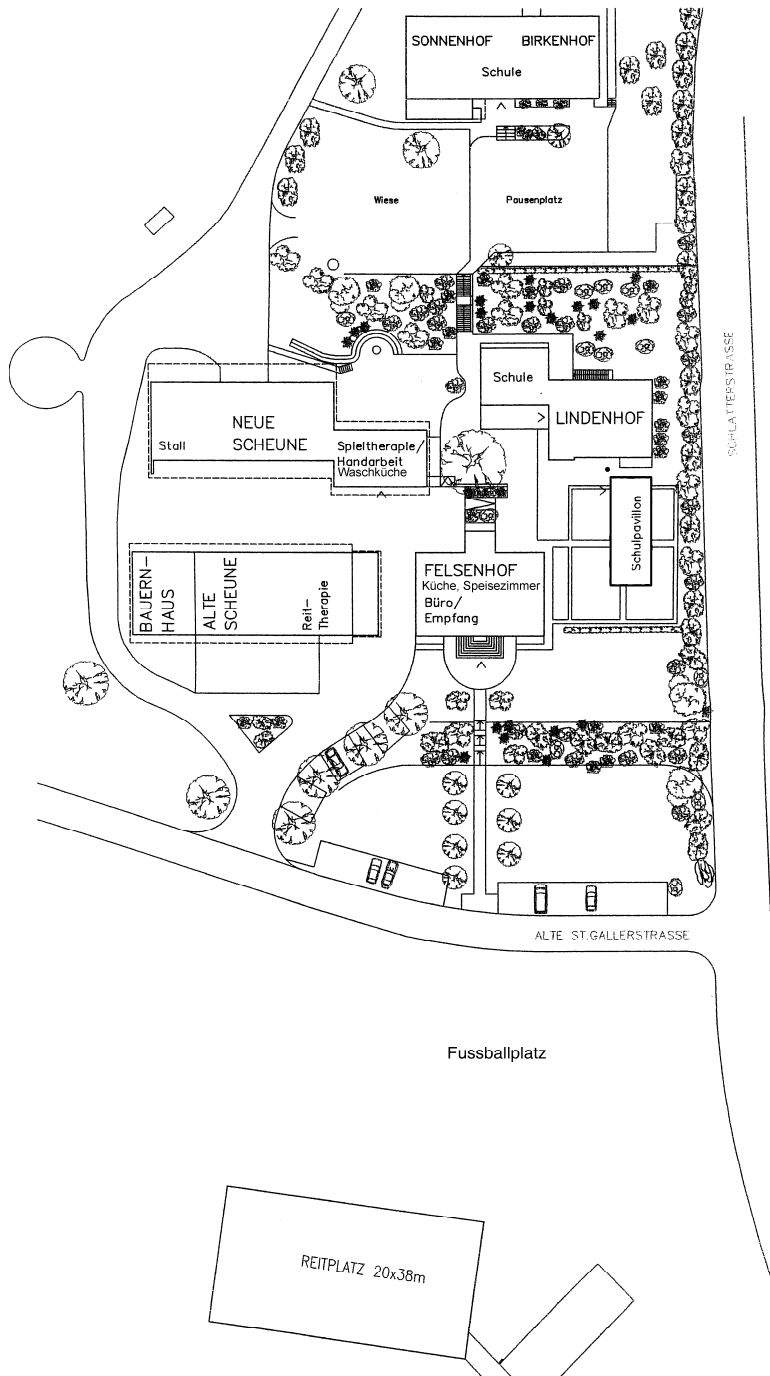 SONNENHOF BIRKENHOF
Schule
Wiese
Pausenplatz
SCHLATTERSTRASSE
Schule
LINDENHOF
NEUE
SCHEUNE
Stall
Spieltherapie/
Handarbeit
Waschküche
Schulpavillon
BAUERN-
HAUS
ALTE
SCHEUNE
Reit-
Therapie
FELSENHOF
Küche, Speisezimmer
Büro/
Empfang
ALTE ST.GALLERSTRASSE
Fussballplatz
REITPLATZ 20x38m